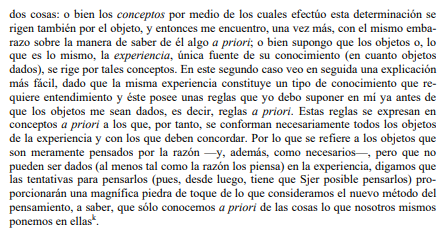 dos cosas: o bien los conceptos por medio de los cuales efectúo esta determinación se
rigen también por el objeto, y entonces me encuentro, una vez más, con el mismo emba-
razo sobre la manera de saber de él algo a priori; o bien supongo que los objetos o, lo
que es lo mismo, la experiencia, única fuente de su conocimiento (en cuanto objetos
dados), se rige por tales conceptos. En este segundo caso veo en seguida una explicación
más fácil, dado que la misma experiencia constituye un tipo de conocimiento que re-
quiere entendimiento y éste posee una reglas que yo debo suponer en mí ya antes de
que los objetos me sean dados, es decir, reglas a priori. Estas reglas se expresan en
conceptos a priori a los que, por tanto, se conforman necesariamente todos los objetos
de la experiencia y con los que deben concordar. Por lo que se refiere a los objetos que
son meramente pensados por la razón —y, además, como necesarios—, pero que no
pueden ser dados (al menos tal como la razón los piensa) en la experiencia, digamos que
las tentativas para pensarlos (pues, desde luego, tiene que Sjer posible pensarlos) pro-
porcionarán una magnífica piedra de toque de lo que consideramos el nuevo método del
pensamiento, a saber, que sólo conocemos a priori de las cosas lo que nosotros mismos
ponemos en ellasᵏ.